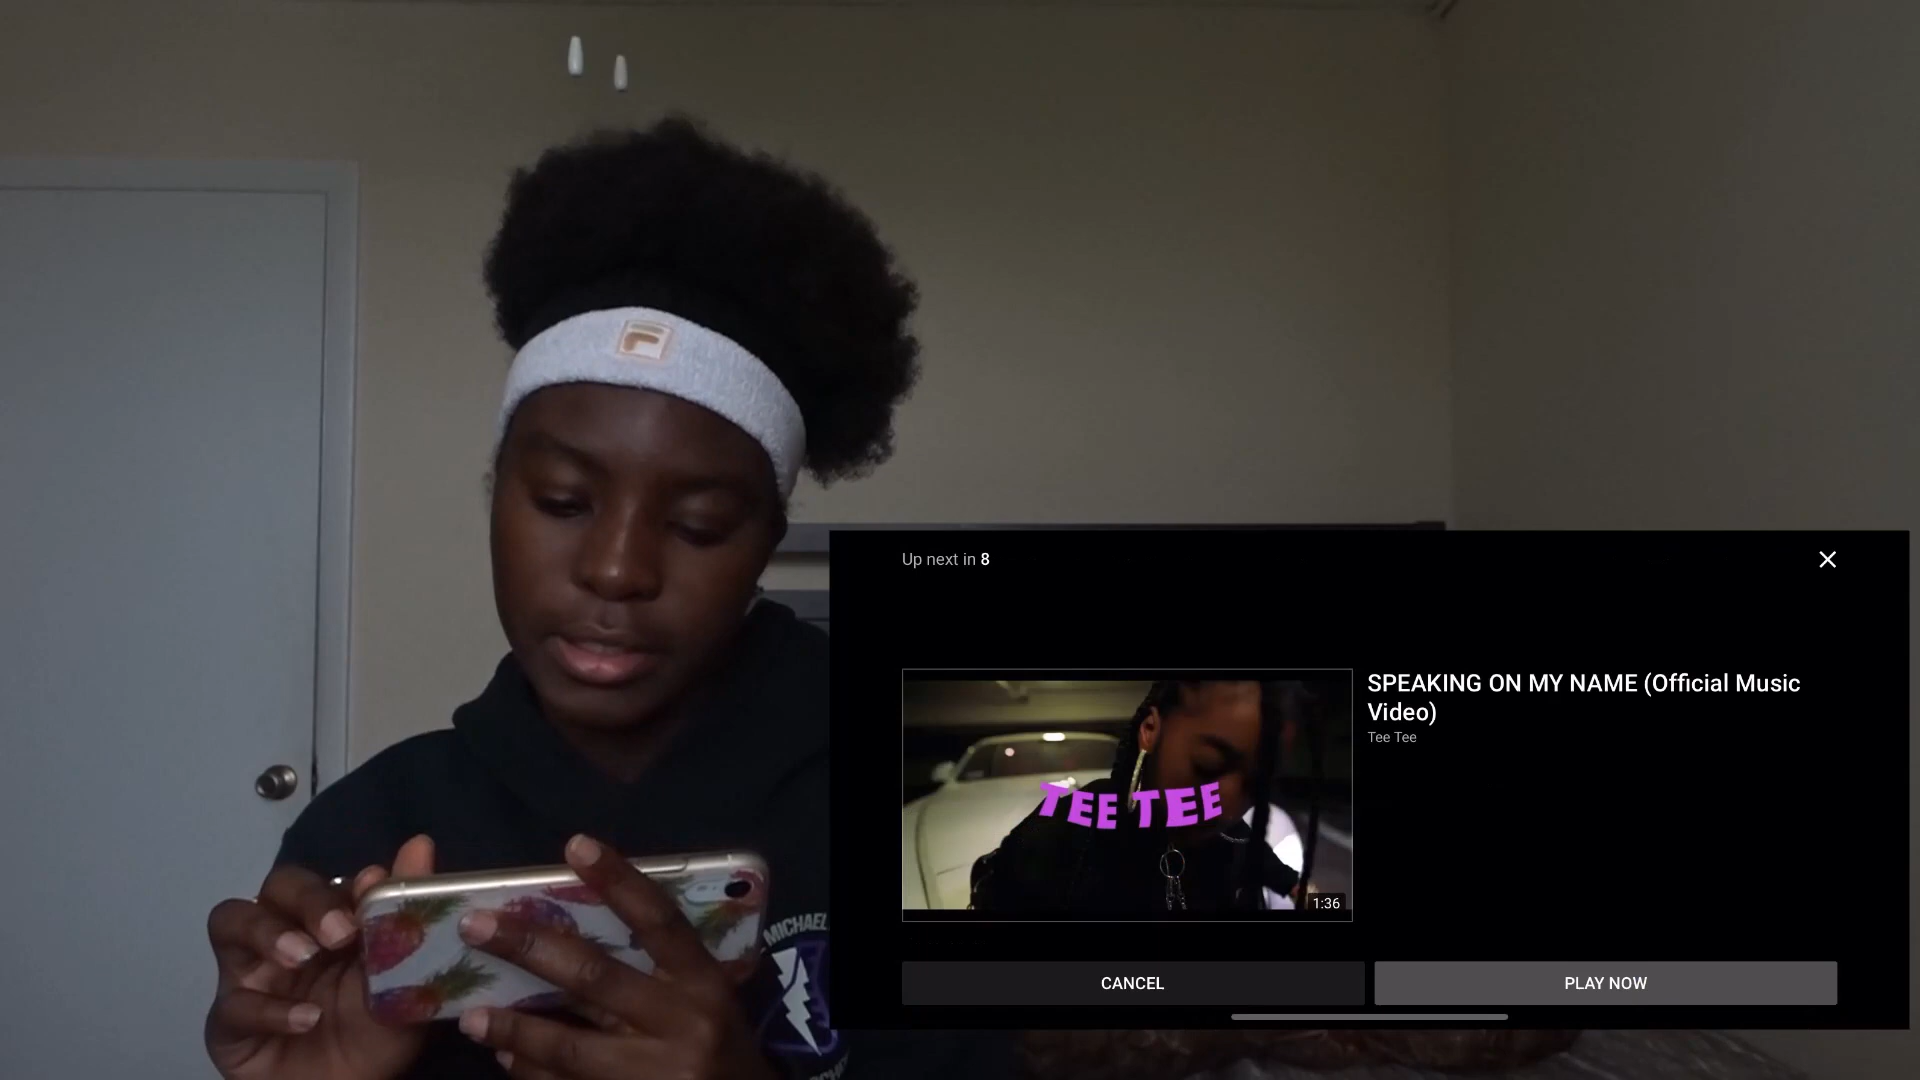 F
Up next in 8
SPEAKING ON MY NAME (Official Music
Video)
Tee Tee
TEE TEE
1:36
CANCEL
PLAY NOW
MICHAEL